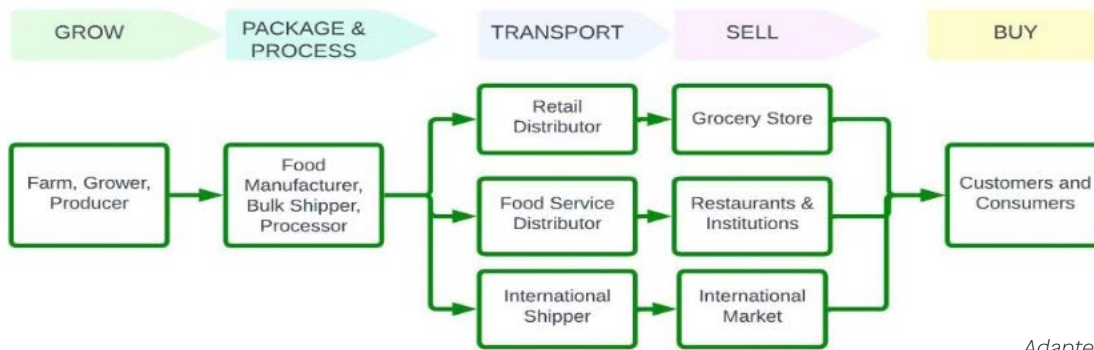 GROW
PACKAGE &
PROCESS
TRANSPORT
SELL
BUY
Farm, Grower,
Producer
Food
Manufacturer,
Bulk Shipper,
Processor
Retail
Distributor
Grocery Store
Food Service
Distributor
Restaurants &
Institutions
International
Shipper
International
Market
Customers and
Consumers